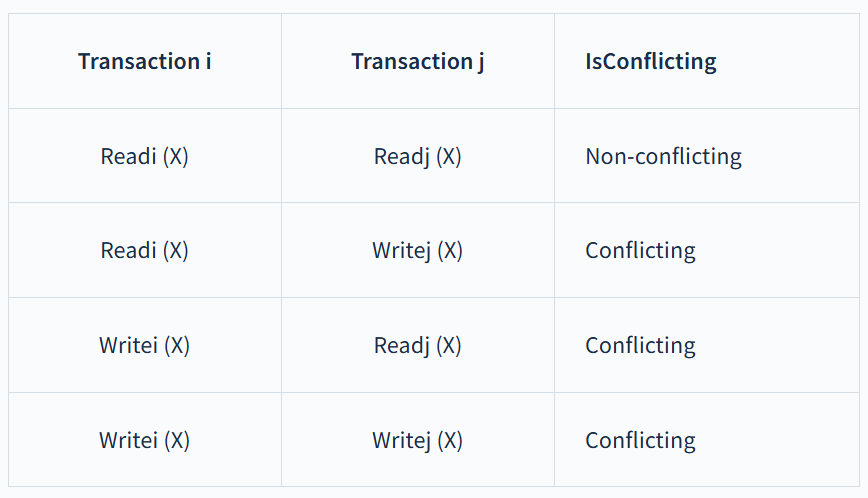 Transaction i Transaction j IsConflicting
Readi (X) Readj (X) Non-conflicting
Readi (X) Writej (X) Conflicting
Writei (X) Readj (X) Conflicting
Writei (X) Writej (X) Conflicting